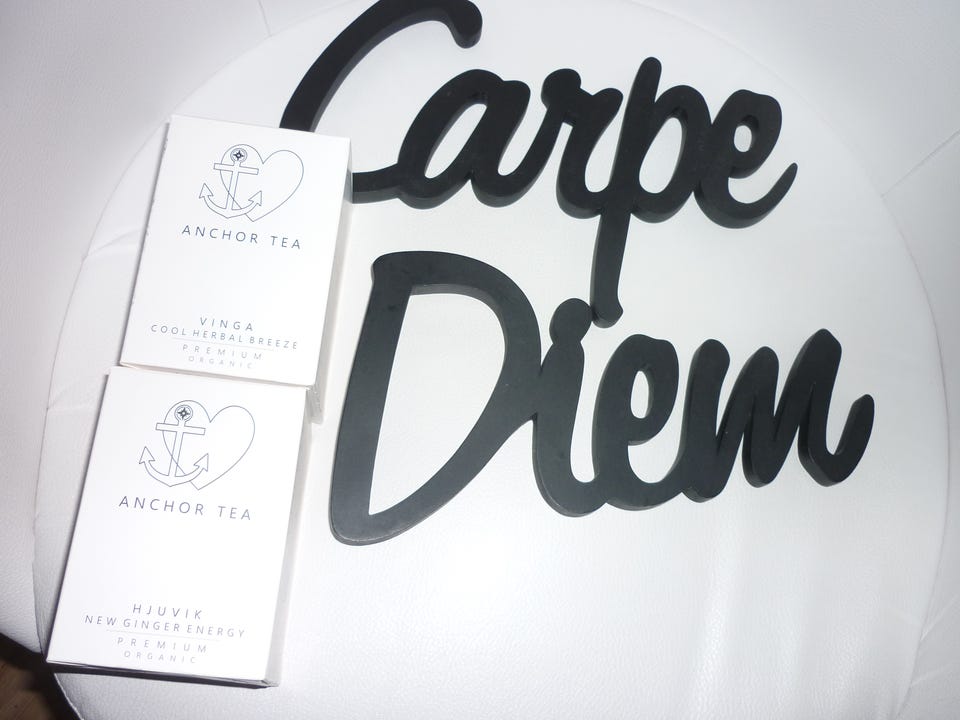 Carpe
Diem
ANCHOR TEA
VINGA
COOL HERBAL BREEZE
PREMIUM
ORGANIC
ANCHOR TEA
HJUVIK
NEW GINGER ENERGY
PREMIUM
ORGANIC